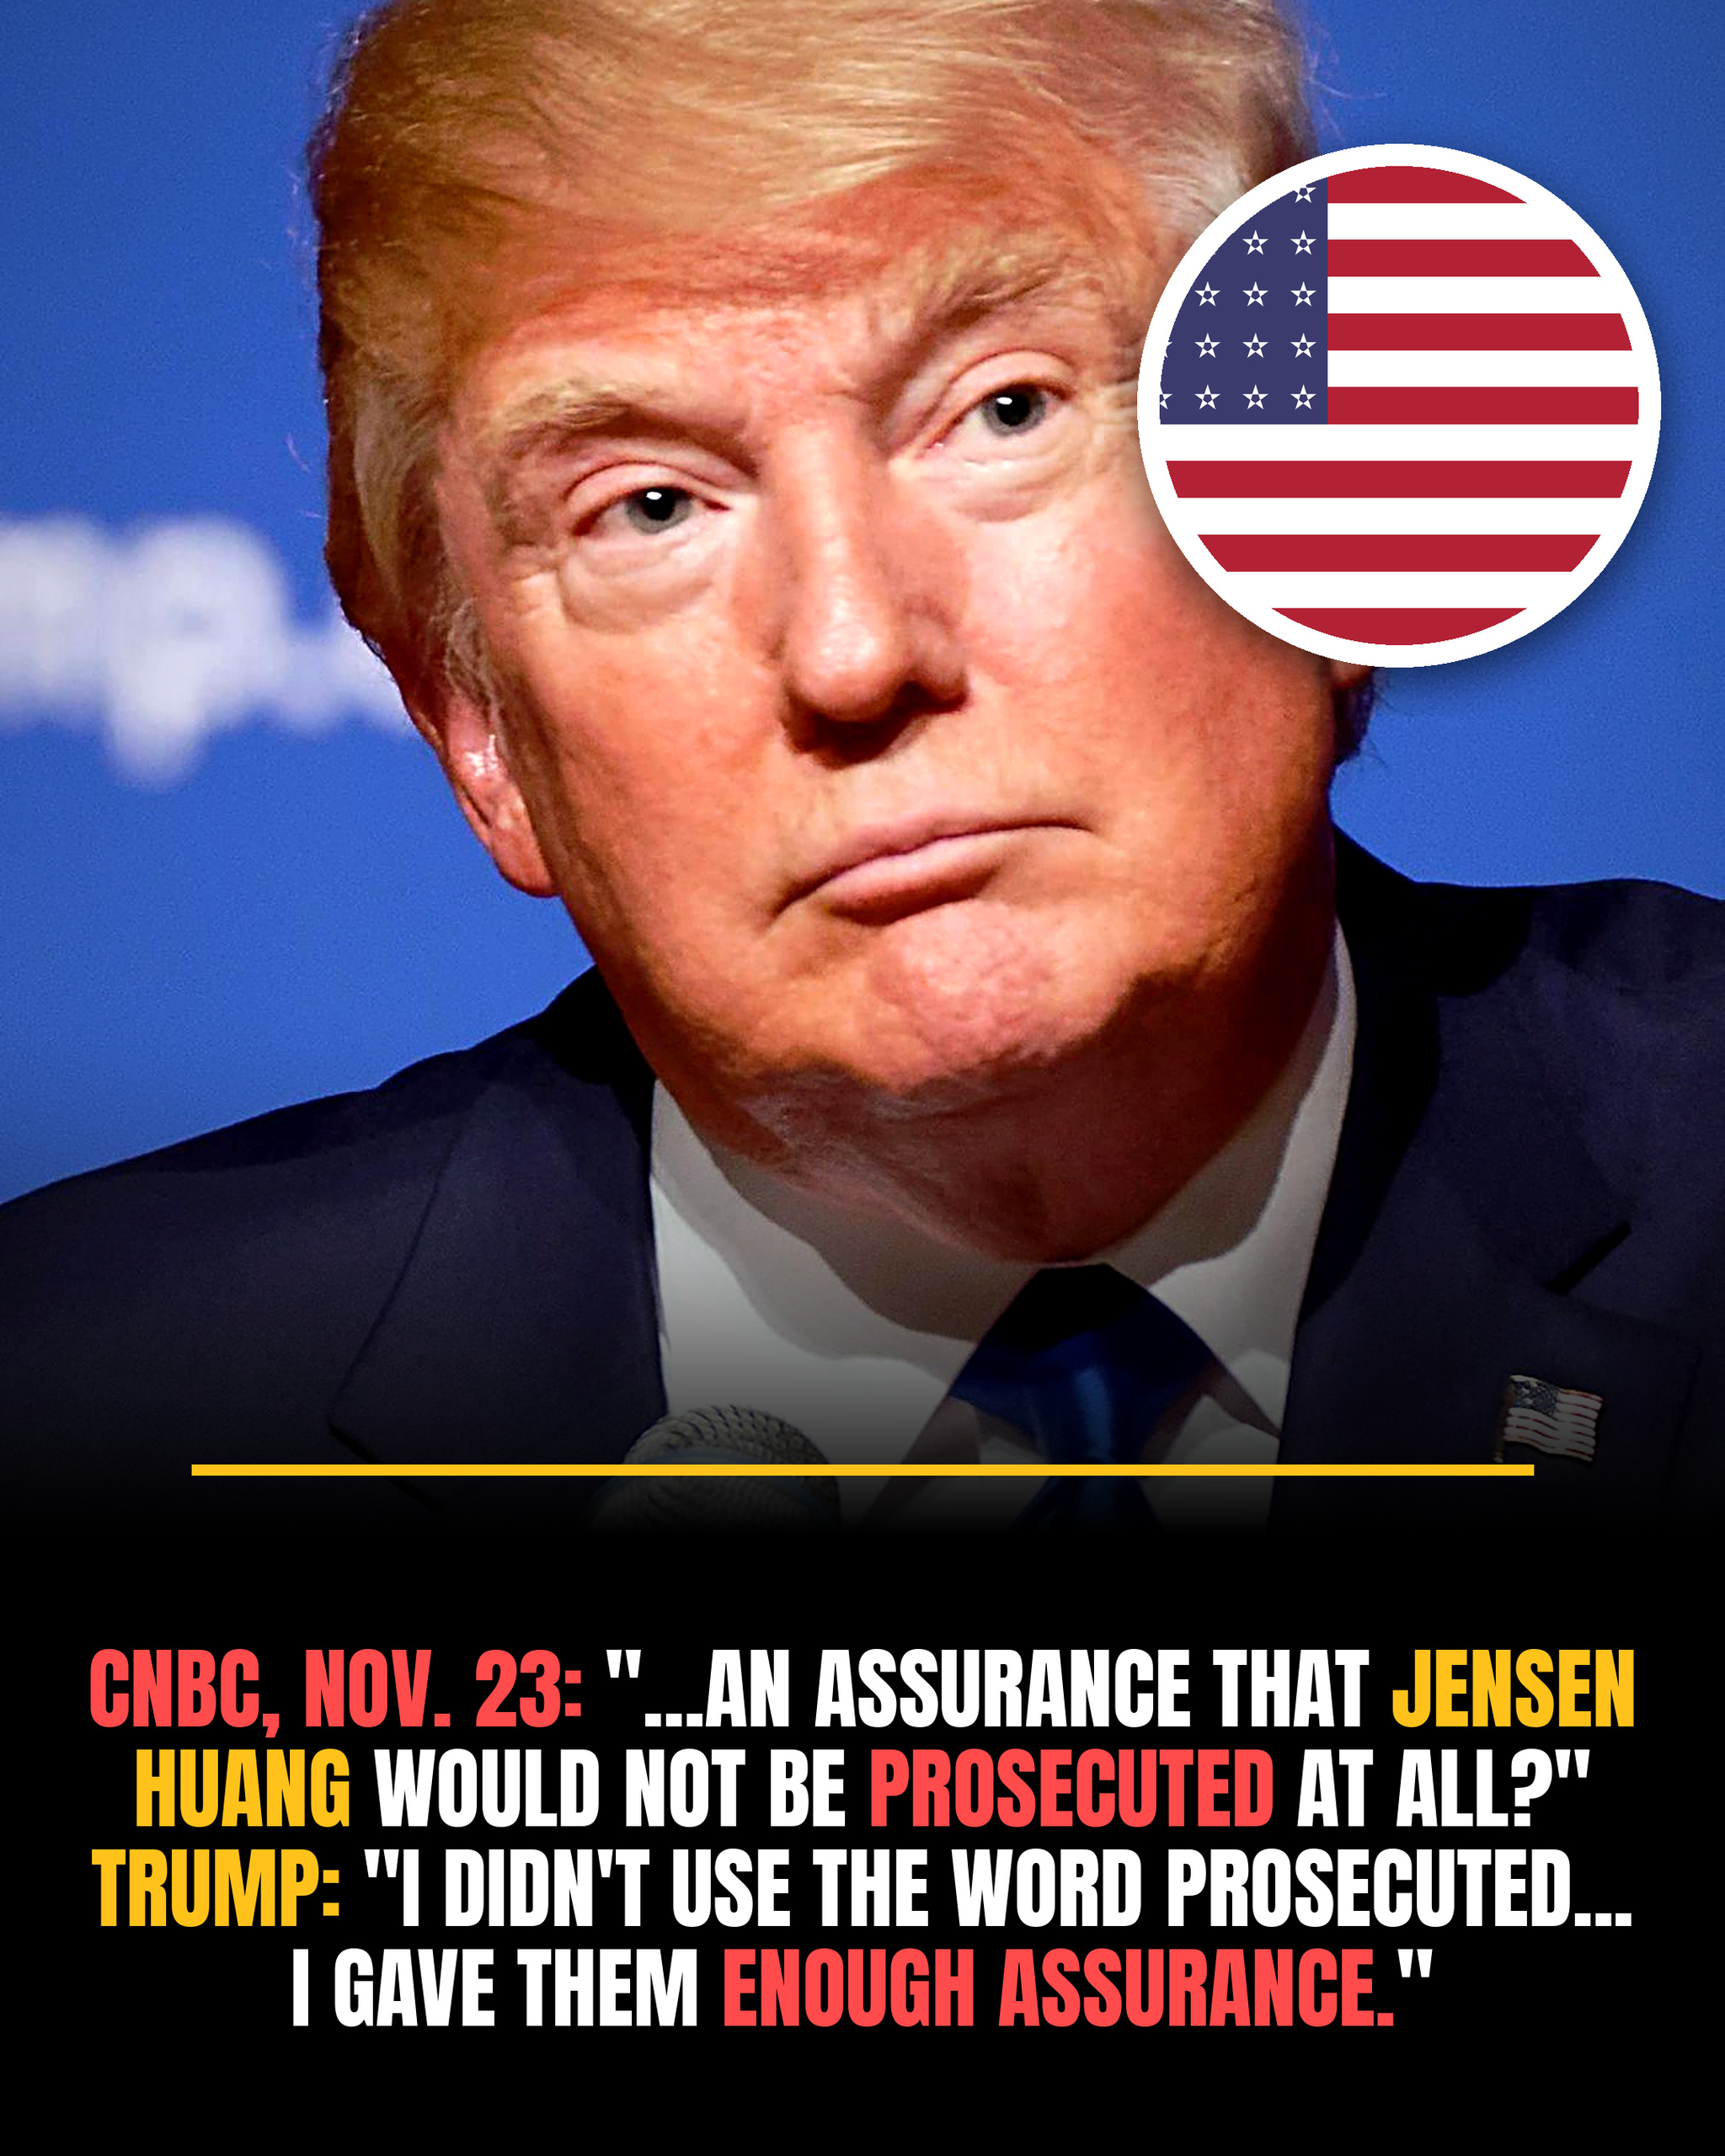 CNBC, NOV. 23: "...AN ASSURANCE THAT JENSEN
HUANG WOULD NOT BE PROSECUTED AT ALL?"
TRUMP: "I DIDN'T USE THE WORD PROSECUTED...
I GAVE THEM ENOUGH ASSURANCE."